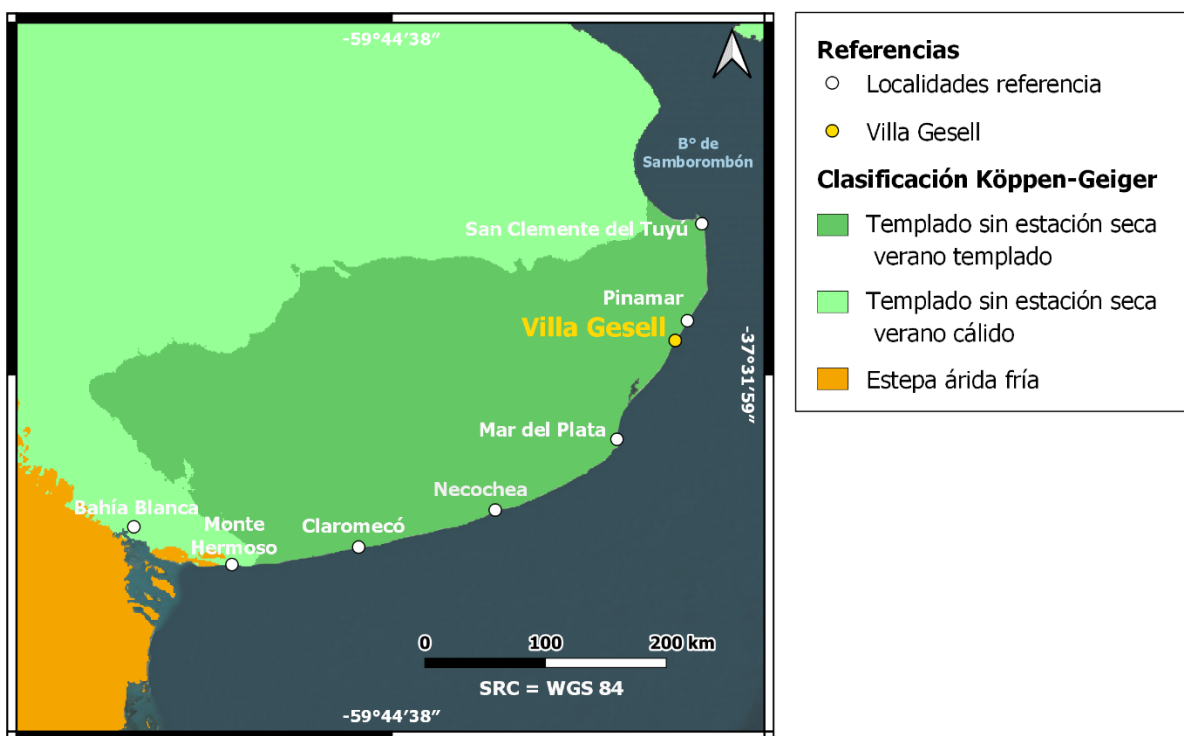 -59°44'38"
B° de
Samborombón
San Clemente del Tuyú
Pinamar
Villa Gesell
-37°31'59"
Mar del Plata
Necochea
Bahía Blanca
Monte
Hermoso
Claromecó
0 100 200 km
SRC = WGS 84
-59°44'38"
Referencias
Localidades referencia
Villa Gesell
Clasificación Köppen-Geiger
Templado sin estación seca
verano templado
Templado sin estación seca
verano cálido
Estepa árida fría